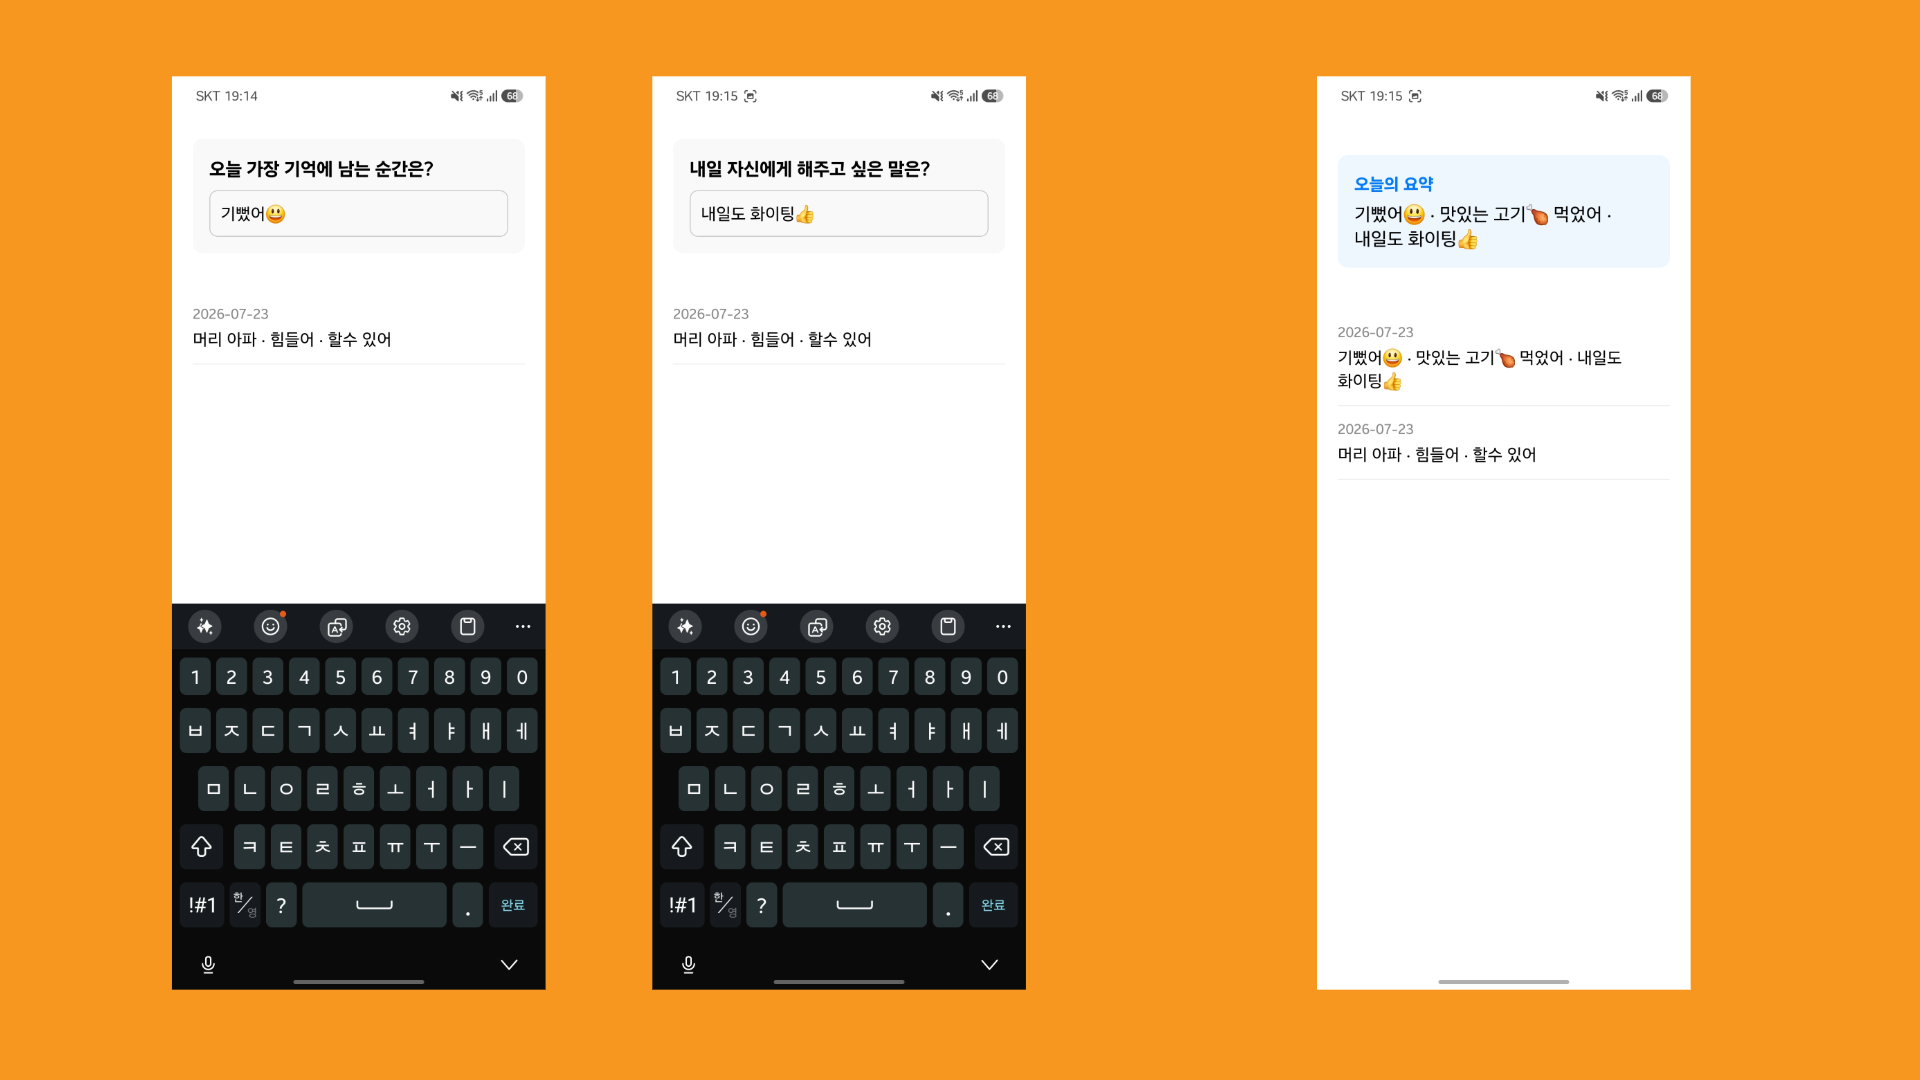 SKT 19:14
68
오늘 가장 기억에 남는 순간은?
기뻤어😃
2026-07-23
머리 아파 · 힘들어 · 할수 있어
1 2 3 4 5 6 7 8 9 0
ㅂ ㅈ ㄷ ㄱ ㅅ ㅛ ㅕ ㅑ ㅐ ㅔ
ㅁ ㄴ ㅇ ㄹ ㅎ ㅗ ㅓ ㅏ ㅣ
ㅋ ㅌ ㅊ ㅍ ㅠ ㅜ ㅡ
!#1 한/영 ? . 완료
SKT 19:15
68
내일 자신에게 해주고 싶은 말은?
내일도 화이팅👍
2026-07-23
머리 아파 · 힘들어 · 할수 있어
1 2 3 4 5 6 7 8 9 0
ㅂ ㅈ ㄷ ㄱ ㅅ ㅛ ㅕ ㅑ ㅐ ㅔ
ㅁ ㄴ ㅇ ㄹ ㅎ ㅗ ㅓ ㅏ ㅣ
ㅋ ㅌ ㅊ ㅍ ㅠ ㅜ ㅡ
!#1 한/영 ? . 완료
SKT 19:15
68
오늘의 요약
기뻤어😃 · 맛있는 고기🍗 먹었어 ·
내일도 화이팅👍
2026-07-23
기뻤어😃 · 맛있는 고기🍗 먹었어 · 내일도
화이팅👍
2026-07-23
머리 아파 · 힘들어 · 할수 있어